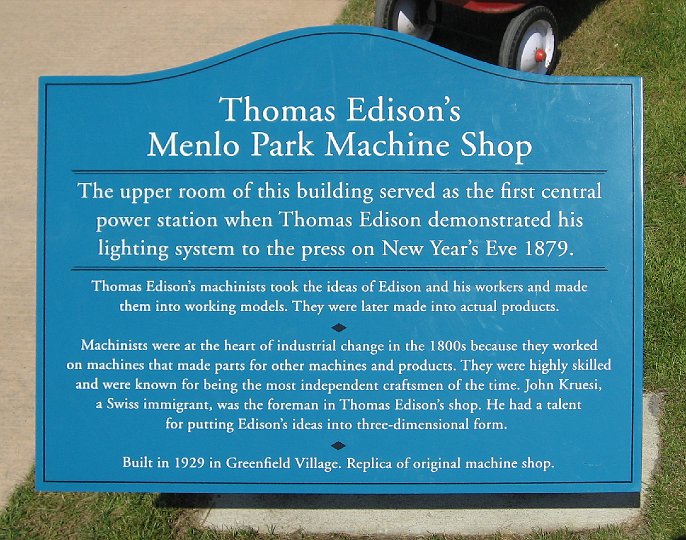 Thomas Edison's
Menlo Park Machine Shop
The upper room of this building served as the first central
power station when Thomas Edison demonstrated his
lighting system to the press on New Year's Eve 1879.
Thomas Edison's machinists took the ideas of Edison and his workers and made
them into working models. They were later made into actual products.
Machinists were at the heart of industrial change in the 1800s because they worked
on machines that made parts for other machines and products. They were highly skilled
and were known for being the most independent craftsmen of the time. John Kruesi,
a Swiss immigrant, was the foreman in Thomas Edison's shop. He had a talent
for putting Edison's ideas into three-dimensional form.
Built in 1929 in Greenfield Village. Replica of original machine shop.